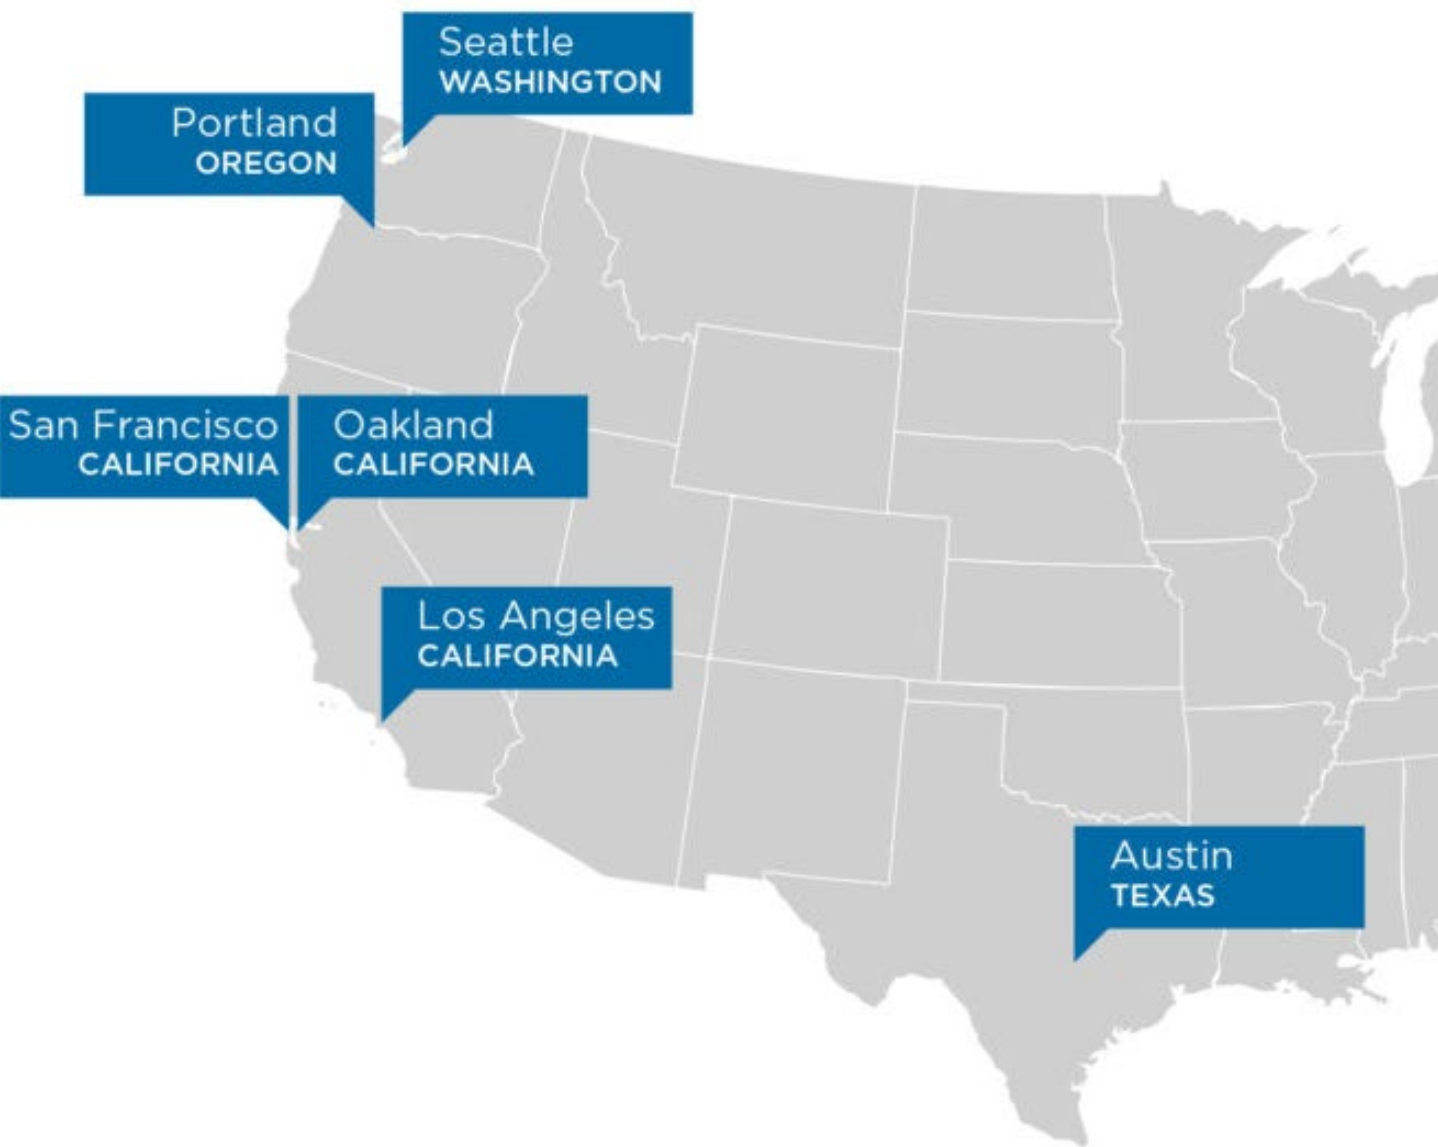 Seattle
WASHINGTON
Portland
OREGON
San Francisco
CALIFORNIA
Oakland
CALIFORNIA
Los Angeles
CALIFORNIA
Austin
TEXAS